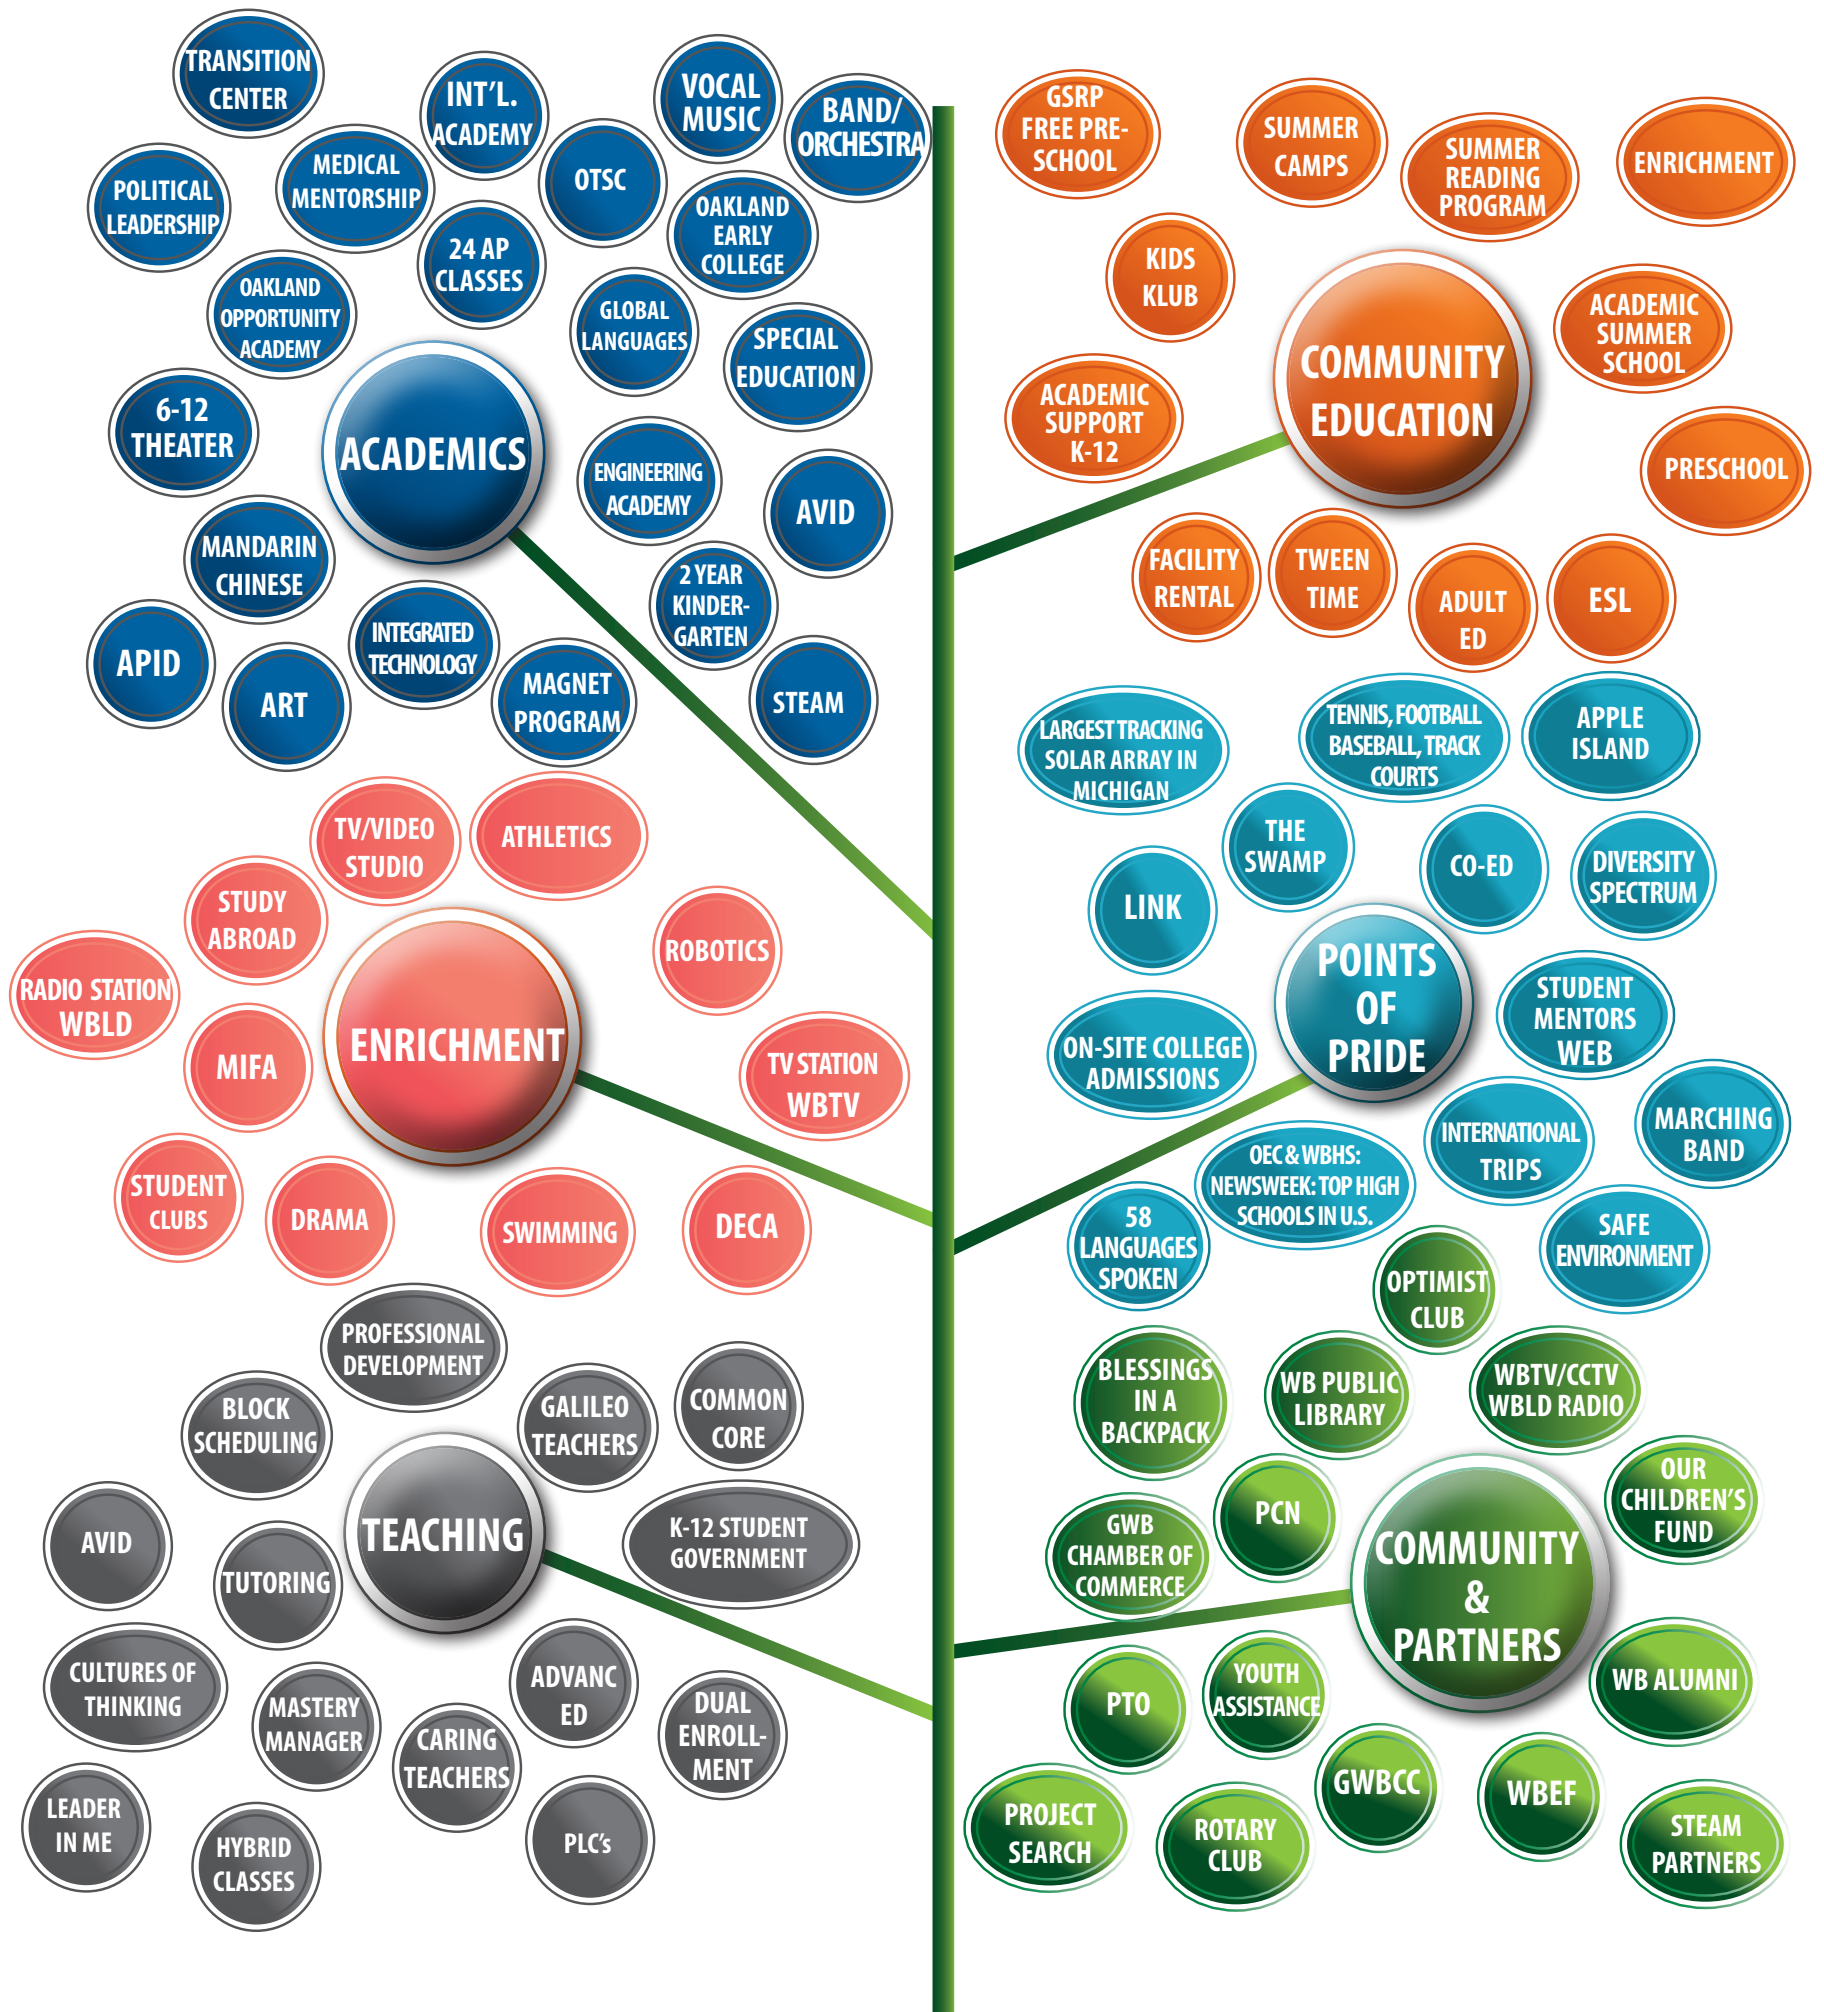 TRANSITION
CENTER
INT'L.
ACADEMY
VOCAL
MUSIC
BAND/
ORCHESTRA
POLITICAL
LEADERSHIP
MEDICAL
MENTORSHIP
OTSC
OAKLAND
EARLY
COLLEGE
24 AP
CLASSES
OAKLAND
OPPORTUNITY
ACADEMY
GLOBAL
LANGUAGES
SPECIAL
EDUCATION
6-12
THEATER
ACADEMICS
ENGINEERING
ACADEMY
AVID
MANDARIN
CHINESE
2 YEAR
KINDER-
GARTEN
APID
ART
INTEGRATED
TECHNOLOGY
MAGNET
PROGRAM
STEAM
TV/VIDEO
STUDIO
ATHLETICS
STUDY
ABROAD
ROBOTICS
RADIO STATION
WBLD
MIFA
ENRICHMENT
TV STATION
WBTV
STUDENT
CLUBS
DRAMA
SWIMMING
DECA
PROFESSIONAL
DEVELOPMENT
BLOCK
SCHEDULING
GALILEO
TEACHERS
COMMON
CORE
TEACHING
AVID
TUTORING
K-12 STUDENT
GOVERNMENT
CULTURES OF
THINKING
MASTERY
MANAGER
ADVANC
ED
CARING
TEACHERS
DUAL
ENROLL-
MENT
LEADER
IN ME
HYBRID
CLASSES
PLC's
GSRP
FREE PRE-
SCHOOL
SUMMER
CAMPS
SUMMER
READING
PROGRAM
ENRICHMENT
KIDS
KLUB
COMMUNITY
EDUCATION
ACADEMIC
SUMMER
SCHOOL
ACADEMIC
SUPPORT
K-12
PRESCHOOL
FACILITY
RENTAL
TWEEN
TIME
ADULT
ED
ESL
LARGEST TRACKING
SOLAR ARRAY IN
MICHIGAN
TENNIS, FOOTBALL
BASEBALL, TRACK
COURTS
APPLE
ISLAND
THE
SWAMP
CO-ED
DIVERSITY
SPECTRUM
LINK
POINTS
OF
PRIDE
STUDENT
MENTORS
WEB
ON-SITE COLLEGE
ADMISSIONS
INTERNATIONAL
TRIPS
MARCHING
BAND
OEC & WBHS:
NEWSWEEK: TOP HIGH
SCHOOLS IN U.S.
58
LANGUAGES
SPOKEN
SAFE
ENVIRONMENT
OPTIMIST
CLUB
BLESSINGS
IN A
BACKPACK
WB PUBLIC
LIBRARY
WBTV/CCTV
WBLD RADIO
OUR
CHILDREN'S
FUND
GWB
CHAMBER OF
COMMERCE
PCN
COMMUNITY
&
PARTNERS
PTO
YOUTH
ASSISTANCE
WB ALUMNI
GWBCC
WBEF
PROJECT
SEARCH
ROTARY
CLUB
STEAM
PARTNERS